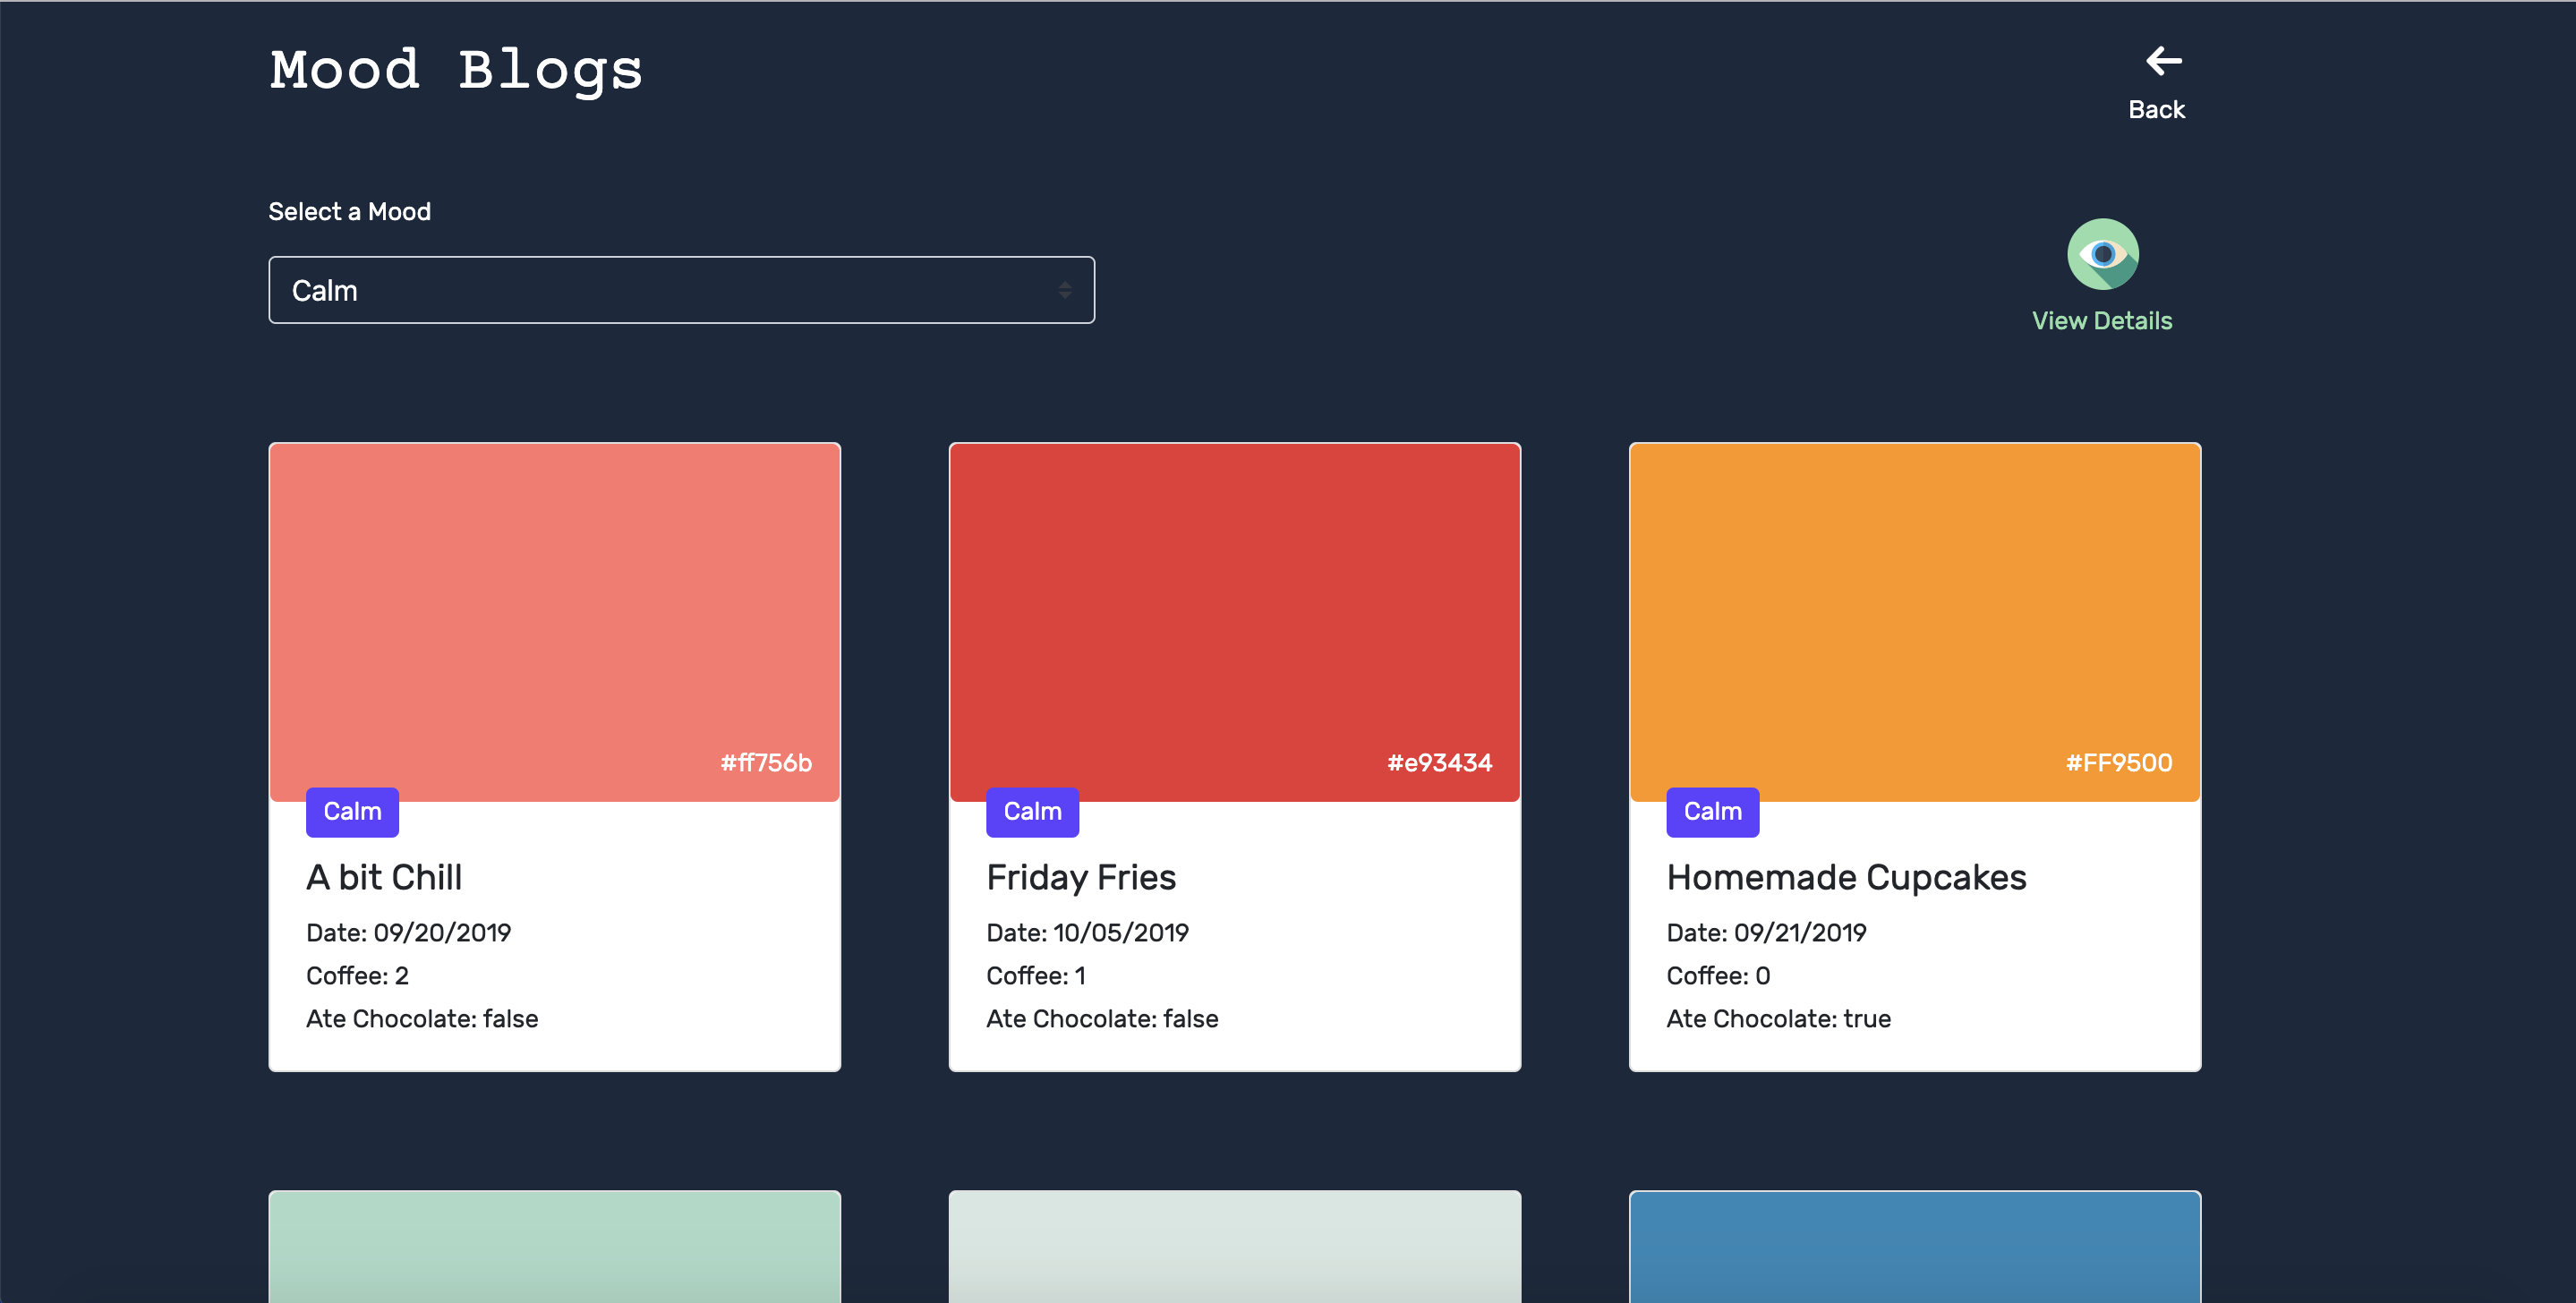 Mood Blogs
Back
Select a Mood
Calm
View Details
#ff756b
Calm
A bit Chill
Date: 09/20/2019
Coffee: 2
Ate Chocolate: false
#e93434
Calm
Friday Fries
Date: 10/05/2019
Coffee: 1
Ate Chocolate: false
#FF9500
Calm
Homemade Cupcakes
Date: 09/21/2019
Coffee: 0
Ate Chocolate: true